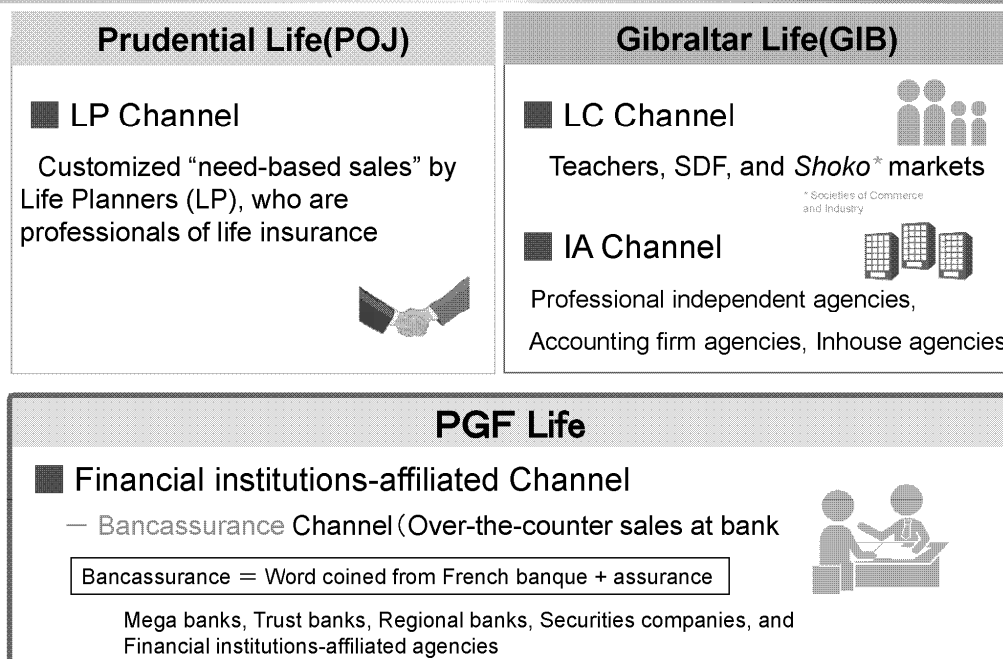 Prudential Life(POJ)
■ LP Channel
Customized “need-based sales” by
Life Planners (LP), who are
professionals of life insurance
Gibraltar Life(GIB)
■ LC Channel
Teachers, SDF, and Shoko* markets
* Societies of Commerce
and Industry
■ IA Channel
Professional independent agencies,
Accounting firm agencies, Inhouse agencies
PGF Life
■ Financial institutions-affiliated Channel
— Bancassurance Channel（Over-the-counter sales at bank
Bancassurance ＝ Word coined from French banque + assurance
Mega banks, Trust banks, Regional banks, Securities companies, and
Financial institutions-affiliated agencies